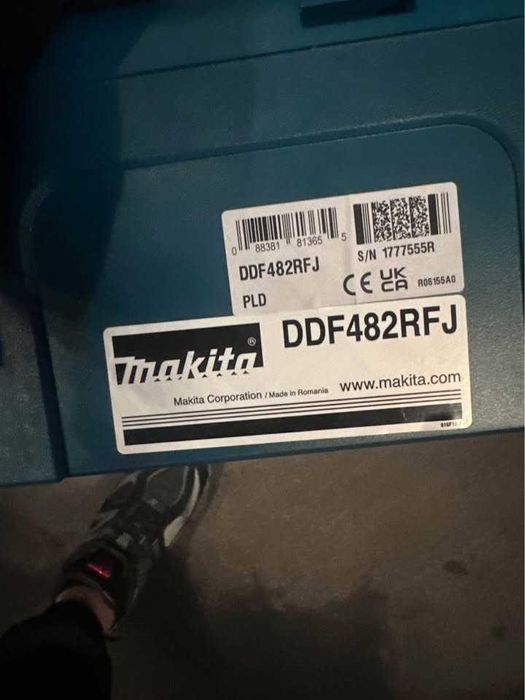 0 88381 81365 5
DDF482RFJ
PLD
S/N 1777555R
CE UK CA R06155A0
makita® DDF482RFJ
Makita Corporation / Made in Romania www.makita.com